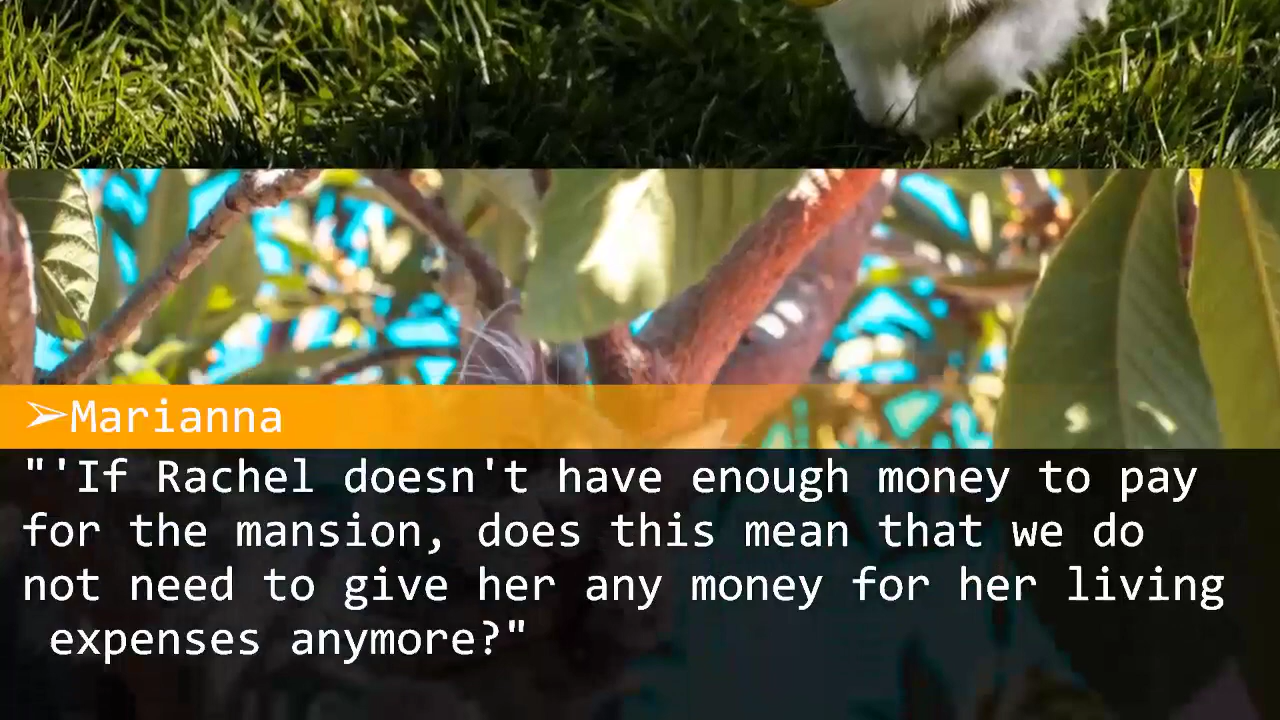 ➢Marianna
"'If Rachel doesn't have enough money to pay
for the mansion, does this mean that we do
not need to give her any money for her living
expenses anymore?"